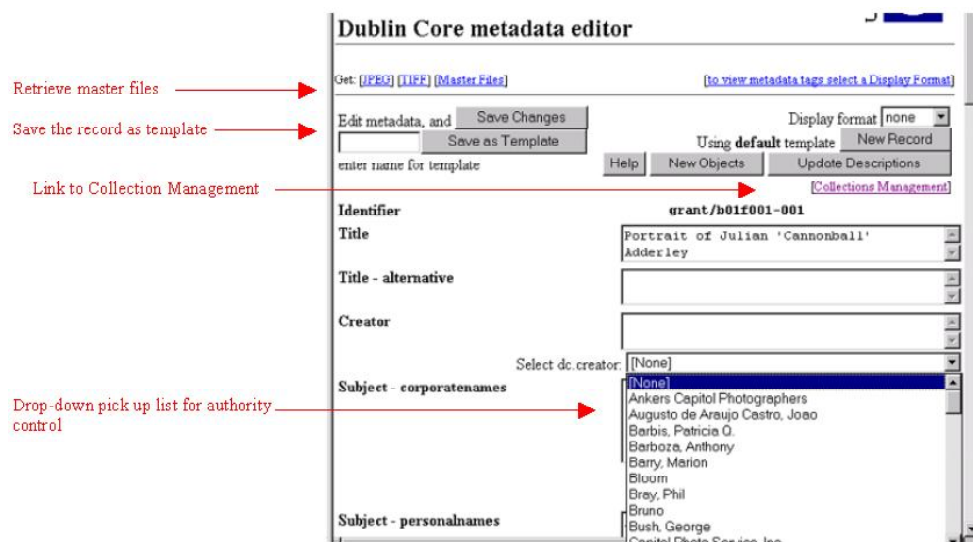 Dublin Core metadata editor
Get: [JPEG] [TIFF] [Master Files]
[to view metadata tags select a Display Format]
Retrieve master files
Edit metadata, and Save Changes
Display format none
Save the record as template
Save as Template
Using default template New Record
enter name for template
Help New Objects Update Descriptions
Link to Collection Management
[Collections Management]
Identifier grant/b01f001-001
Title Portrait of Julian 'Cannonball'
Adderley
Title - alternative
Creator
Select dc.creator: [None]
Subject - corporatenames
[None]
Ankers Capitol Photographers
Augusto de Araujo Castro, Joao
Barbis, Patricia Q.
Barboza, Anthony
Barry, Marion
Bloom
Bray, Phil
Bruno
Bush, George
Capitol Photo Service, Inc.
Drop-down pick up list for authority
control
Subject - personalnames